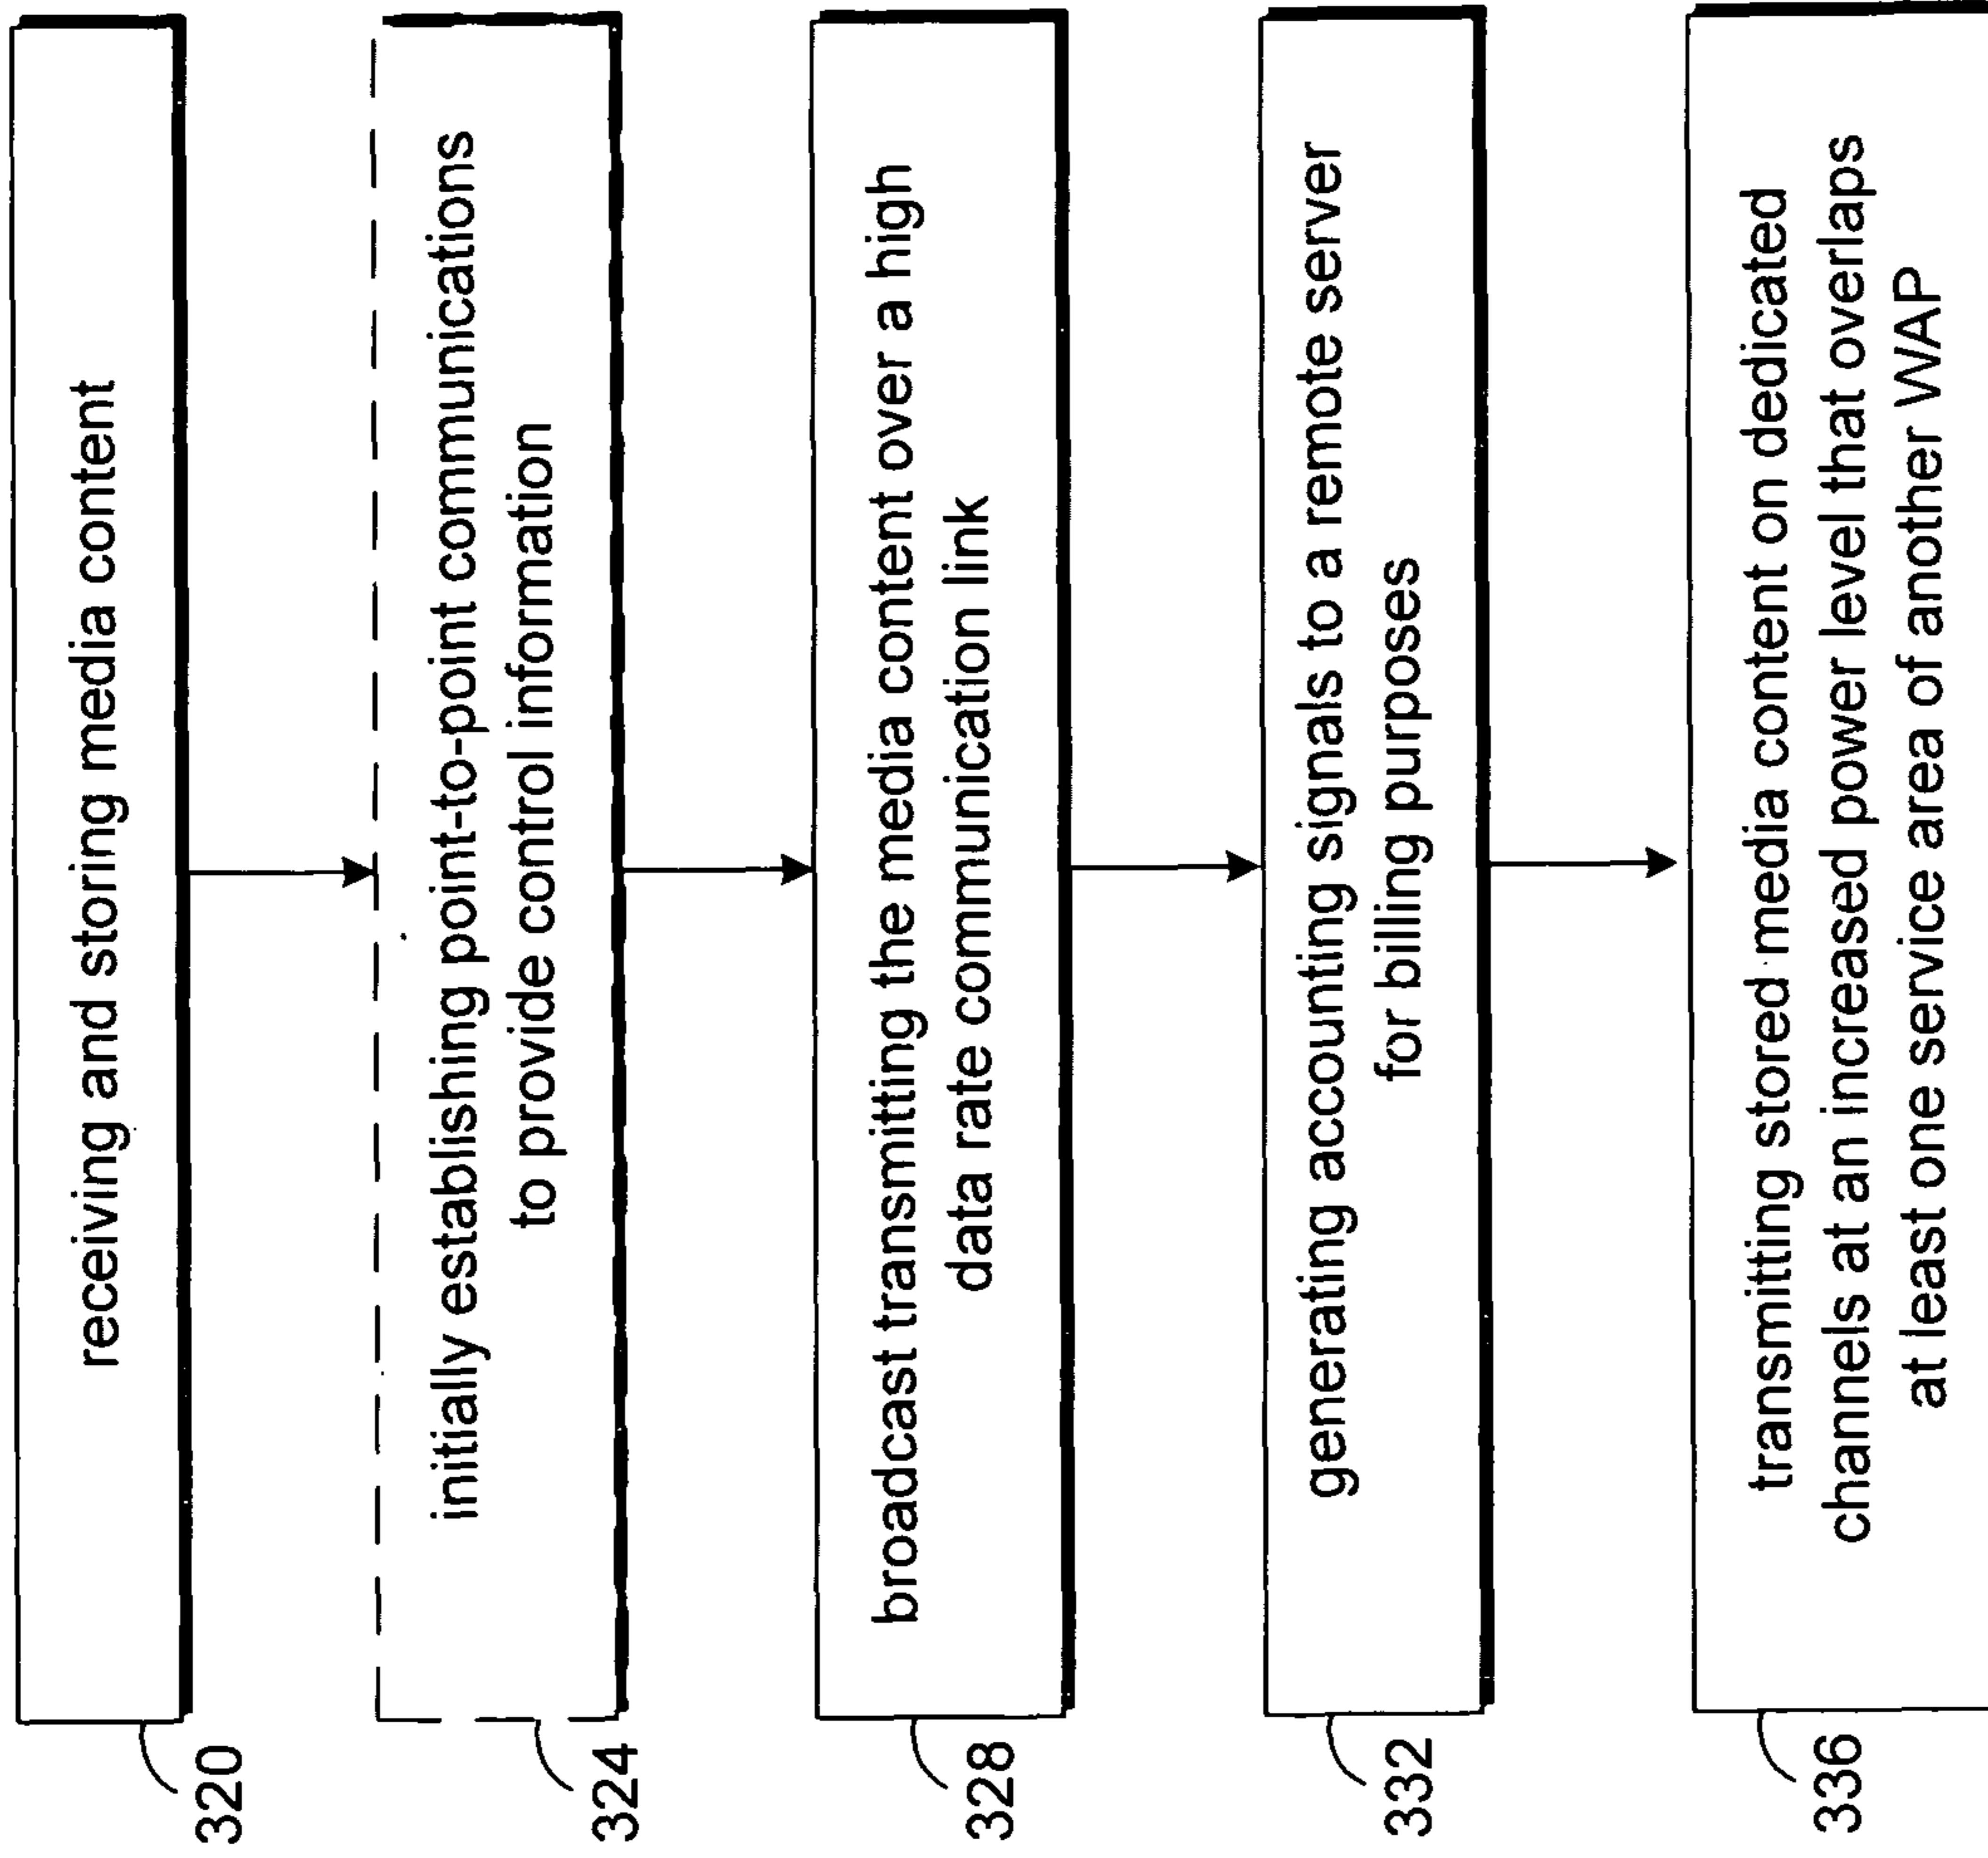 320
receiving and storing media content
324
initially establishing point-to-point communications
to provide control information
328
broadcast transmitting the media content over a high
data rate communication link
332
generating accounting signals to a remote server
for billing purposes
336
transmitting stored media content on dedicated
channels at an increased power level that overlaps
at least one service area of another WAP